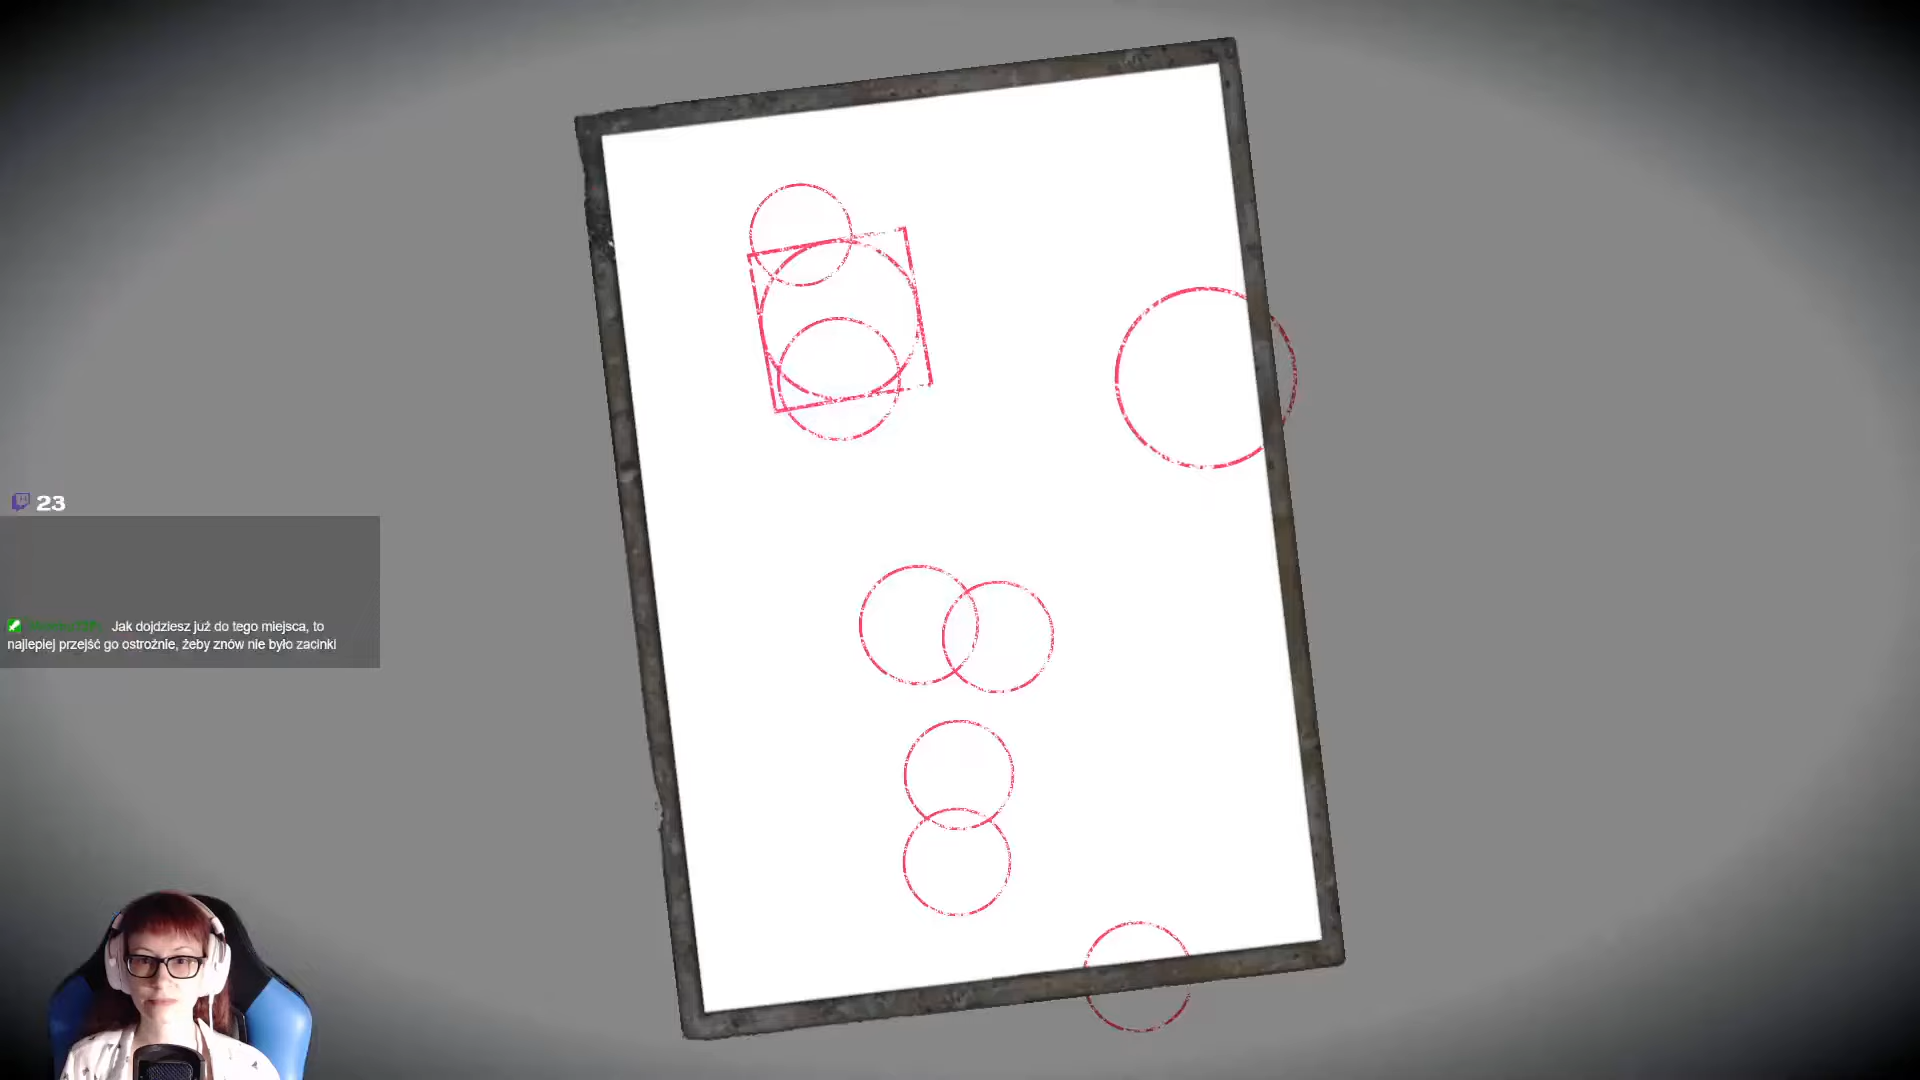 23
Jak dojdziesz już do tego miejsca, to
najlepiej przejść go ostrożnie, żeby znów nie było zacinki